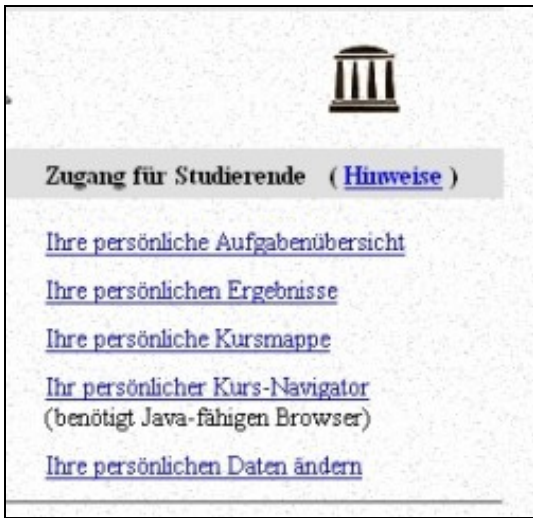 Zugang für Studierende ( Hinweise )
Ihre persönliche Aufgabenübersicht
Ihre persönlichen Ergebnisse
Ihre persönliche Kursmappe
Ihr persönlicher Kurs-Navigator
(benötigt Java-fähigen Browser)
Ihre persönlichen Daten ändern